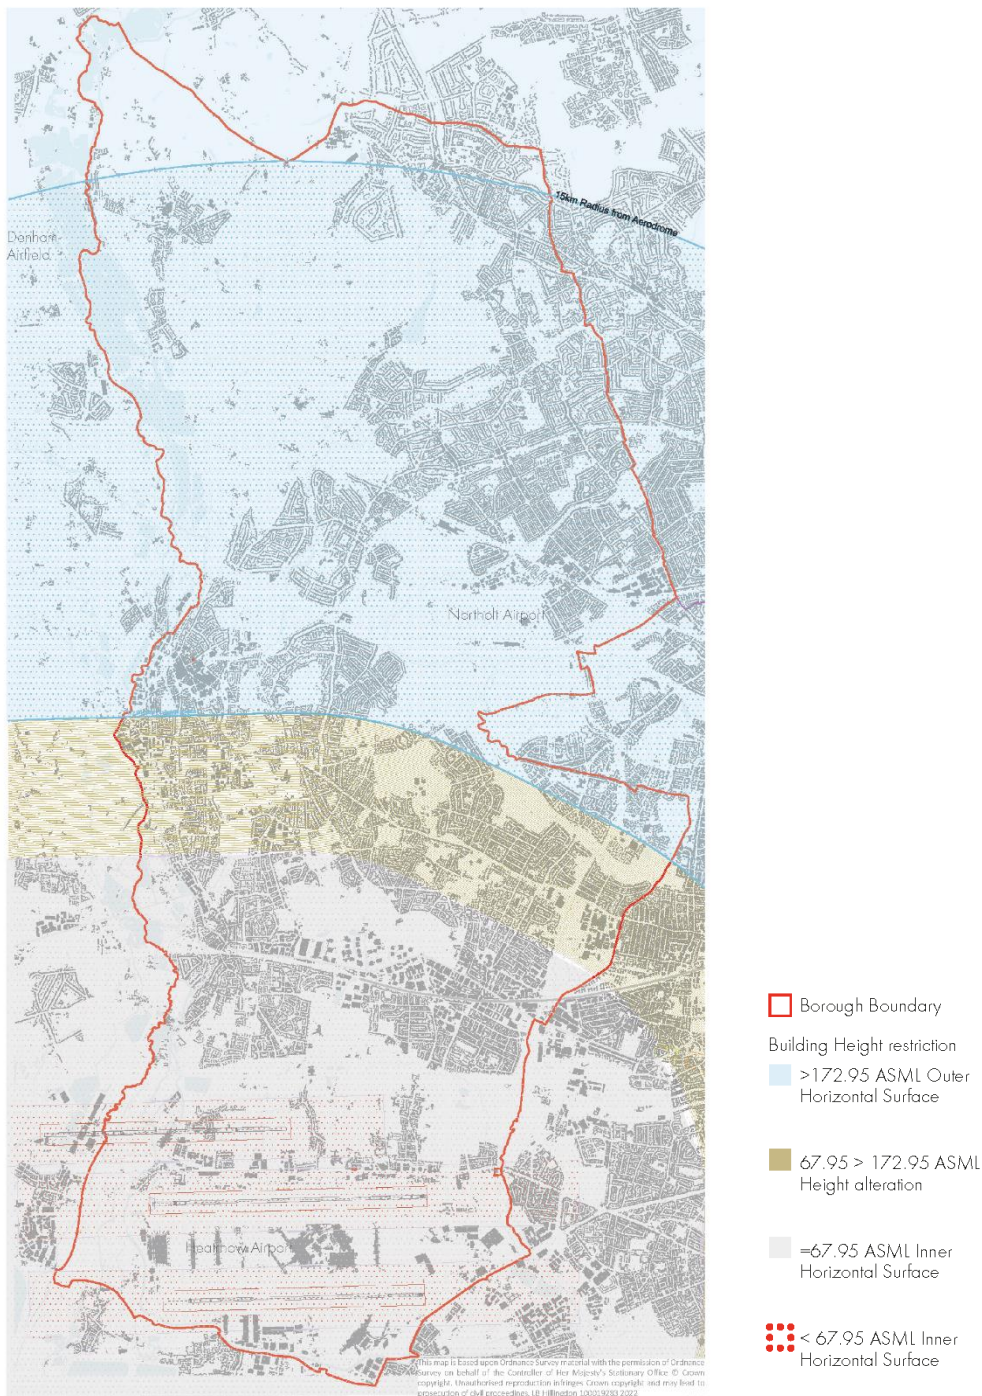 15km Radius from Aerodrome
Denham
Airfield
Northolt Airport
Borough Boundary
Building Height restriction
>172.95 ASML Outer
Horizontal Surface
67.95 > 172.95 ASML
Height alteration
=67.95 ASML Inner
Horizontal Surface
Heathow Airport
< 67.95 ASML Inner
Horizontal Surface
This map is based upon Ordnance Survey material with the permission of Ordnance
Survey on behalf of the Controller of Her Majesty's Stationary Office © Crown
copyright. Unauthorised reproduction infringes Crown copyright and may lead to
prosecution of civil proceedings. LB Hillingdon 100019283 2022